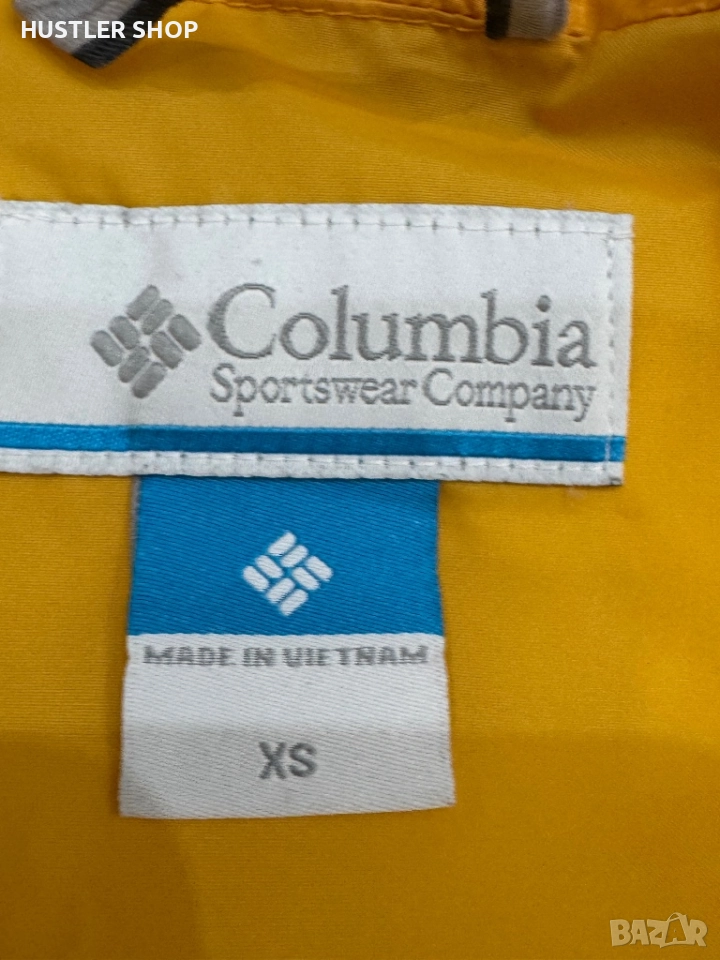 HUSTLER SHOP
Columbia
Sportswear Company
MADE IN VIETNAM
XS
BAZAR